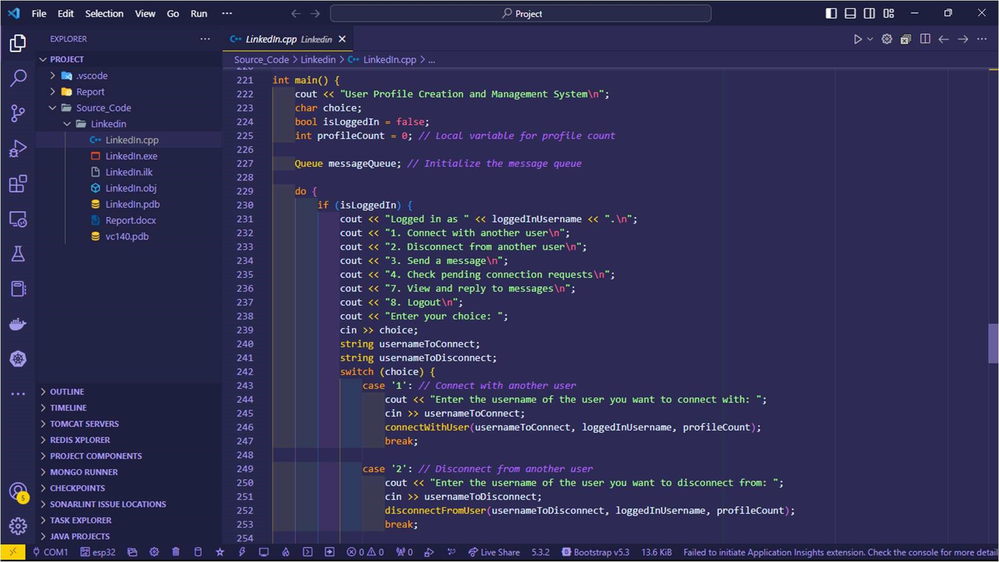 File Edit Selection View Go Run ...
Project
EXPLORER ...
LinkedIn.cpp Linkedin
PROJECT
Source_Code > Linkedin > LinkedIn.cpp > ...
.vscode
Report
Source_Code
Linkedin
LinkedIn.cpp
LinkedIn.exe
LinkedIn.ilk
LinkedIn.obj
LinkedIn.pdb
Report.docx
vc140.pdb
OUTLINE
TIMELINE
TOMCAT SERVERS
REDIS XPLORER
PROJECT COMPONENTS
MONGO RUNNER
CHECKPOINTS
SONARLINT ISSUE LOCATIONS
TASK EXPLORER
JAVA PROJECTS
5
221 int main() {
222 cout << "User Profile Creation and Management System\n";
223 char choice;
224 bool isLoggedIn = false;
225 int profileCount = 0; // Local variable for profile count
226
227 Queue messageQueue; // Initialize the message queue
228
229 do {
230 if (isLoggedIn) {
231 cout << "Logged in as " << loggedInUsername << ".\n";
232 cout << "1. Connect with another user\n";
233 cout << "2. Disconnect from another user\n";
234 cout << "3. Send a message\n";
235 cout << "4. Check pending connection requests\n";
236 cout << "7. View and reply to messages\n";
237 cout << "8. Logout\n";
238 cout << "Enter your choice: ";
239 cin >> choice;
240 string usernameToConnect;
241 string usernameToDisconnect;
242 switch (choice) {
243 case '1': // Connect with another user
244 cout << "Enter the username of the user you want to connect with: ";
245 cin >> usernameToConnect;
246 connectWithUser(usernameToConnect, loggedInUsername, profileCount);
247 break;
248
249 case '2': // Disconnect from another user
250 cout << "Enter the username of the user you want to disconnect from: ";
251 cin >> usernameToDisconnect;
252 disconnectFromUser(usernameToDisconnect, loggedInUsername, profileCount);
253 break;
254
COM1 esp32 0 0 0 Live Share 5.3.2 Bootstrap v5.3 13.6 KiB Failed to initiate Application Insights extension. Check the console for more detail